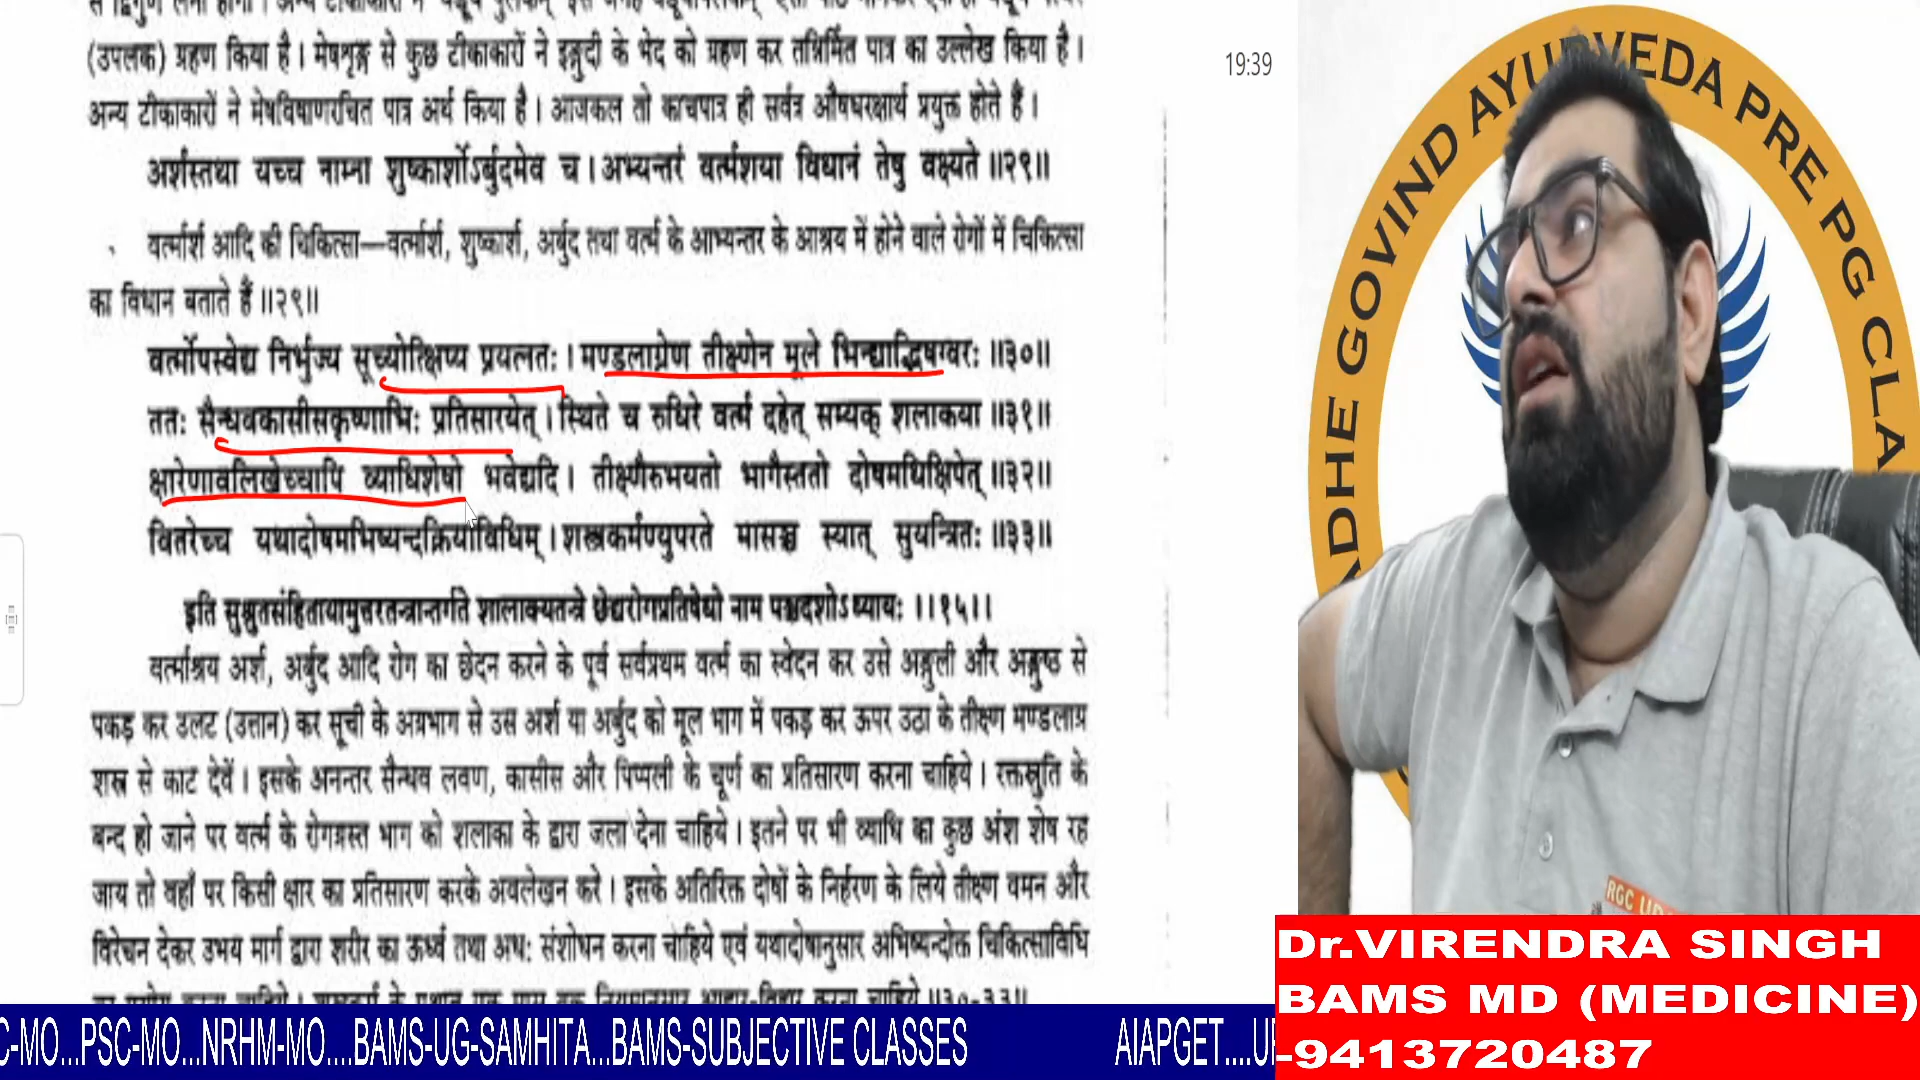 (उपलक) ग्रहण किया है। मेषशृङ्ग से कुछ टीकाकारों ने इङ्गुदी के भेद को ग्रहण कर तन्निर्मित पात्र का उल्लेख किया है।
अन्य टीकाकारों ने मेषविषाणरचित पात्र अर्थ किया है। आजकल तो काचपात्र ही सर्वत्र औषधरक्षार्थ प्रयुक्त होते हैं।
अर्शस्तथा यच्च नाम्ना शुष्कार्शोऽर्बुदमेव च। अभ्यन्तरं वर्त्मशया विधानं तेषु वक्ष्यते ॥२९॥
वर्त्मार्श आदि की चिकित्सा—वर्त्मार्श, शुष्कार्श, अर्बुद तथा वर्त्म के आभ्यन्तर के आश्रय में होने वाले रोगों में चिकित्सा
का विधान बताते हैं ॥२९॥
वर्त्मोपस्वेद्य निर्भुज्य सूच्योत्क्षिप्य प्रयत्नतः। मण्डलाग्रेण तीक्ष्णेन मूले भिन्द्याद्भिषग्वरः ॥३०॥
ततः सैन्धवकासीसकृष्णाभिः प्रतिसारयेत्। स्थिते च रुधिरे वर्त्म दहेत् सम्यक् शलाकया ॥३१॥
क्षारेणावलिखेच्चापि व्याधिशेषो भवेद्यदि। तीक्ष्णैरुभयतो भागैस्ततो दोषमधिक्षिपेत् ॥३२॥
वितरेच्च यथादोषमभिष्यन्दक्रियाविधिम्। शस्त्रकर्मण्युपरते मासञ्च स्यात् सुयन्त्रितः ॥३३॥
इति सुश्रुतसंहितायामुत्तरतन्त्रान्तर्गते शालाक्यतन्त्रे छेद्यरोगप्रतिषेधो नाम पञ्चदशोऽध्यायः ।।१५।।
वर्त्माश्रय अर्श, अर्बुद आदि रोग का छेदन करने के पूर्व सर्वप्रथम वर्त्म का स्वेदन कर उसे अङ्गुली और अङ्गुष्ठ से
पकड़ कर उलट (उत्तान) कर सूची के अग्रभाग से उस अर्श या अर्बुद को मूल भाग में पकड़ कर ऊपर उठा के तीक्ष्ण मण्डलाग्र
शस्त्र से काट देवें। इसके अनन्तर सैन्धव लवण, कासीस और पिप्पली के चूर्ण का प्रतिसारण करना चाहिये। रक्तस्रुति के
बन्द हो जाने पर वर्त्म के रोगग्रस्त भाग को शलाका के द्वारा जला देना चाहिये। इतने पर भी व्याधि का कुछ अंश शेष रह
जाय तो वहाँ पर किसी क्षार का प्रतिसारण करके अवलेखन करे। इसके अतिरिक्त दोषों के निर्हरण के लिये तीक्ष्ण वमन और
विरेचन देकर उभय मार्ग द्वारा शरीर का ऊर्ध्व तथा अधः संशोधन करना चाहिये एवं यथादोषानुसार अभिष्यन्दोक्त चिकित्साविधि
19:39
DHE GOVIND AYURVEDA PRE PG CLA
RGC
Dr.VIRENDRA SINGH
BAMS MD (MEDICINE)
-9413720487
C-MO...PSC-MO...NRHM-MO....BAMS-UG-SAMHITA...BAMS-SUBJECTIVE CLASSES AIAPGET....